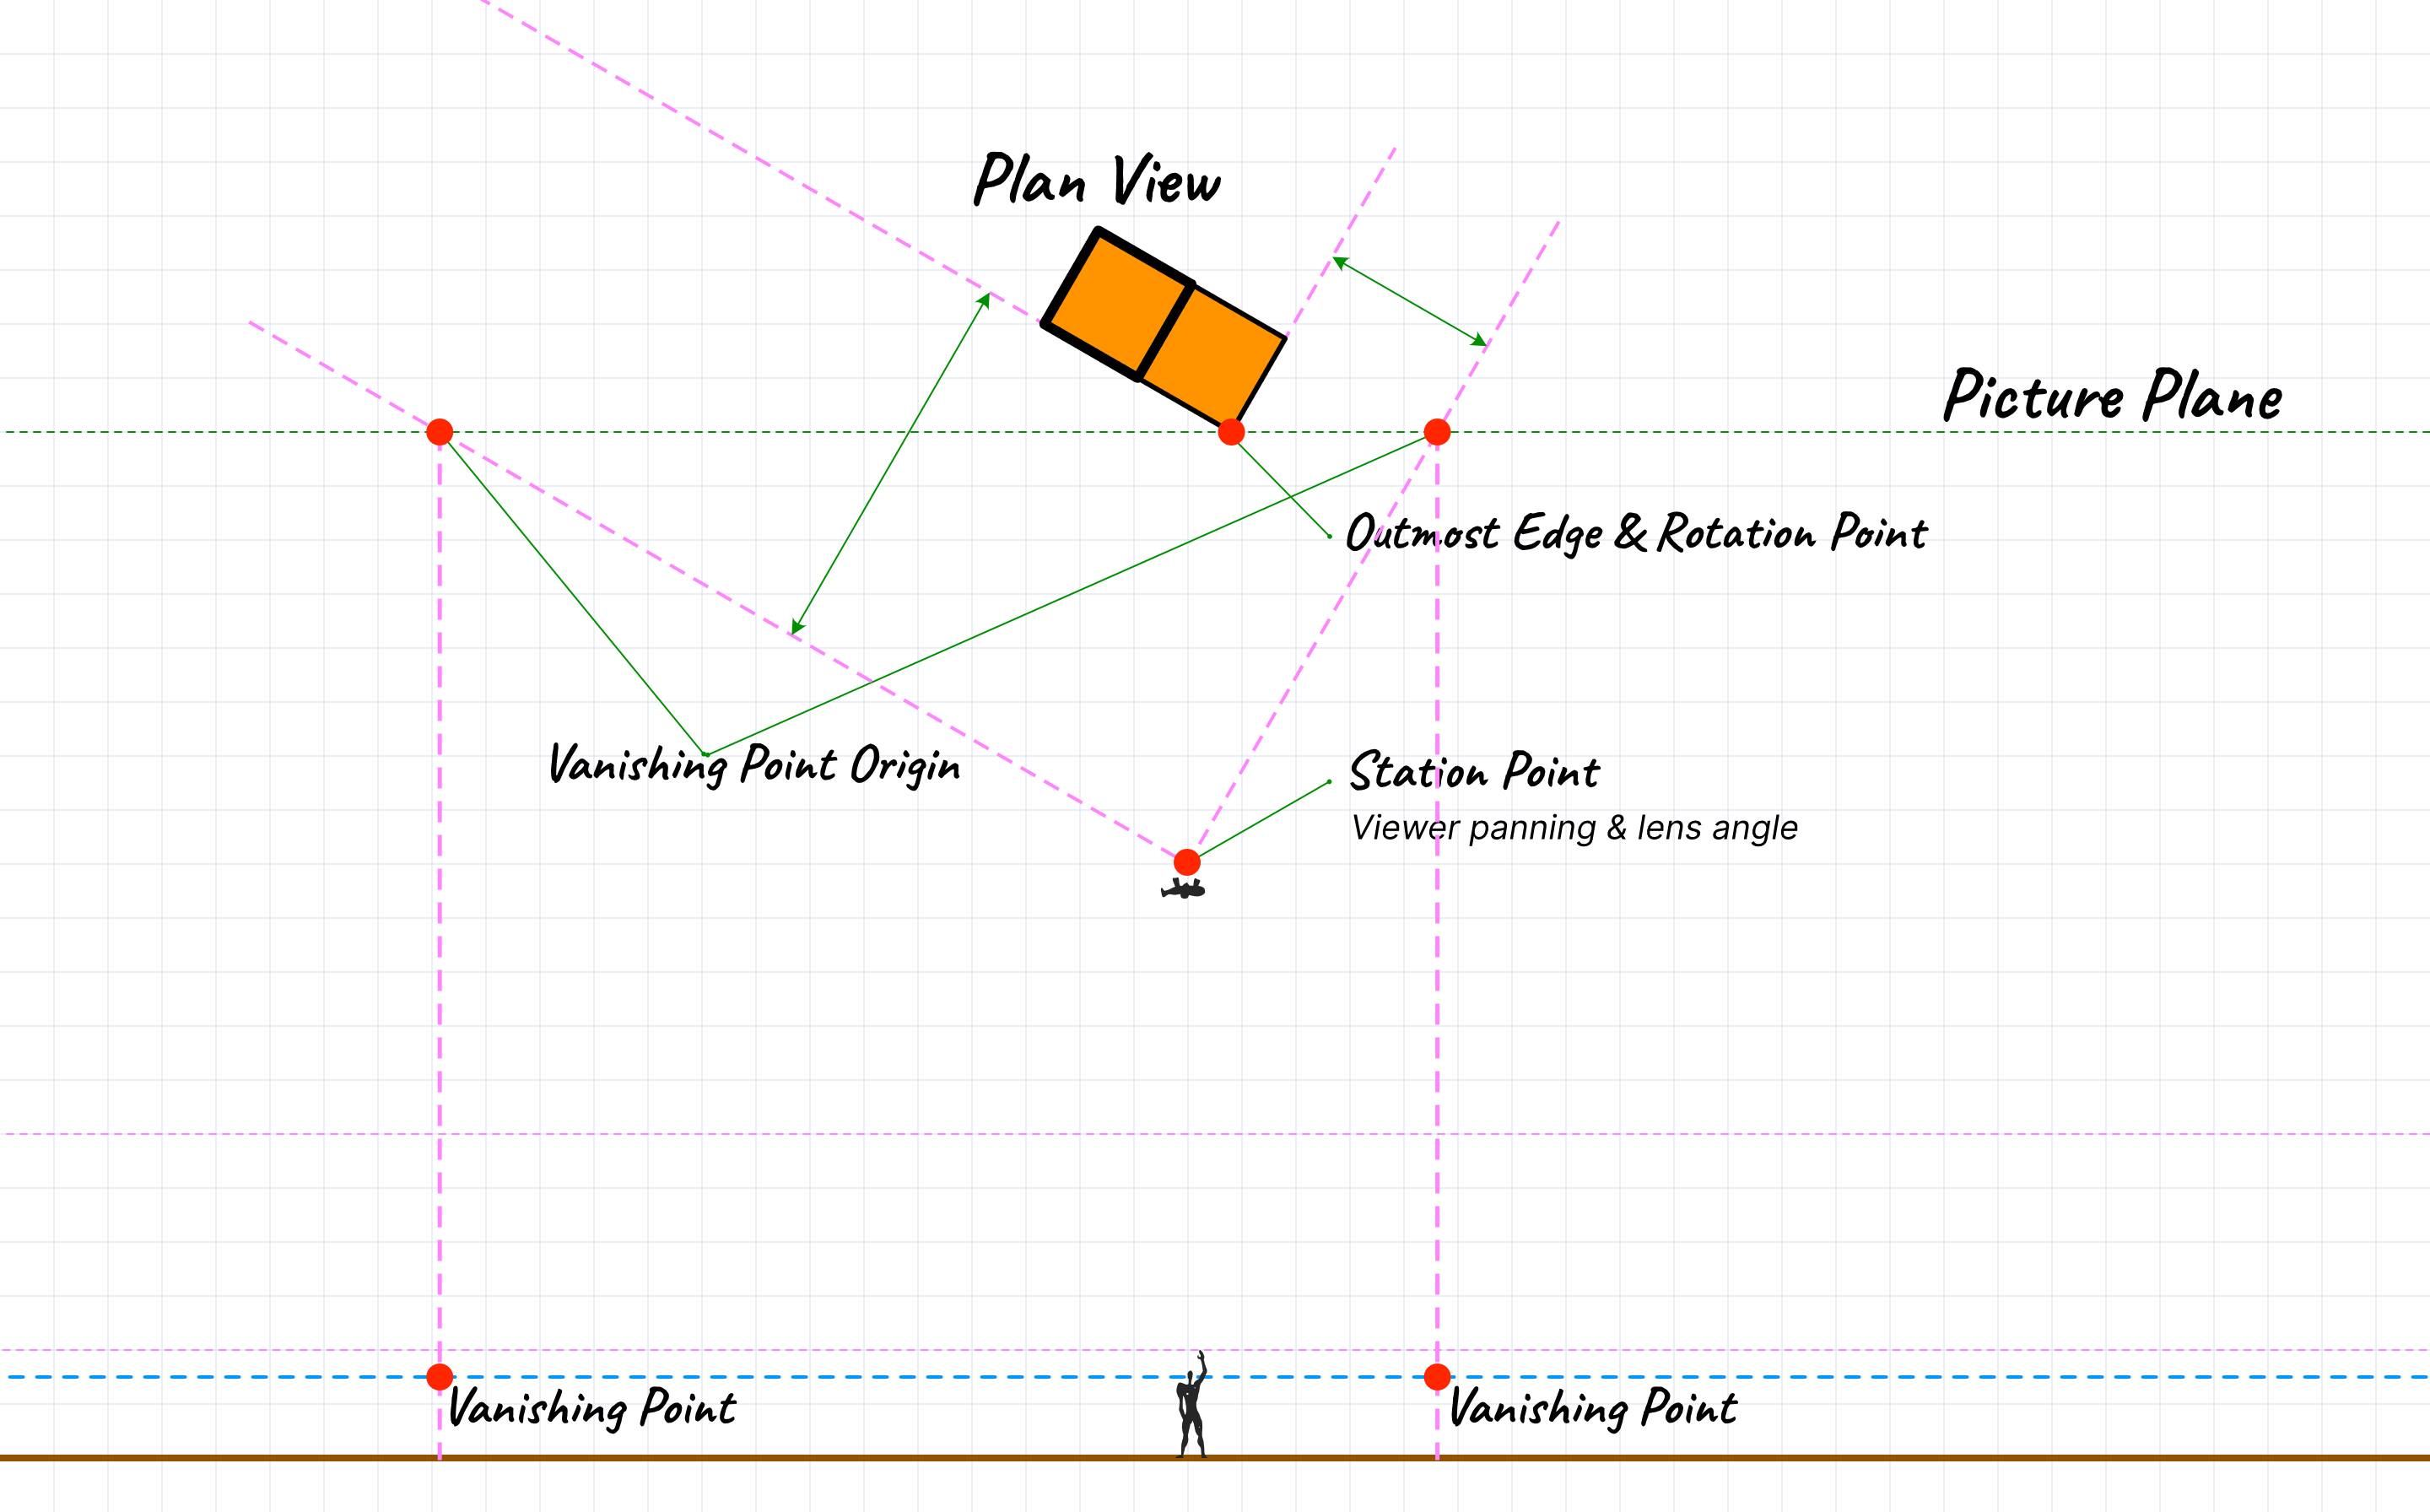 Plan View
Picture Plane
Outmost Edge & Rotation Point
Vanishing Point Origin
Station Point
Viewer panning & lens angle
Vanishing Point
Vanishing Point